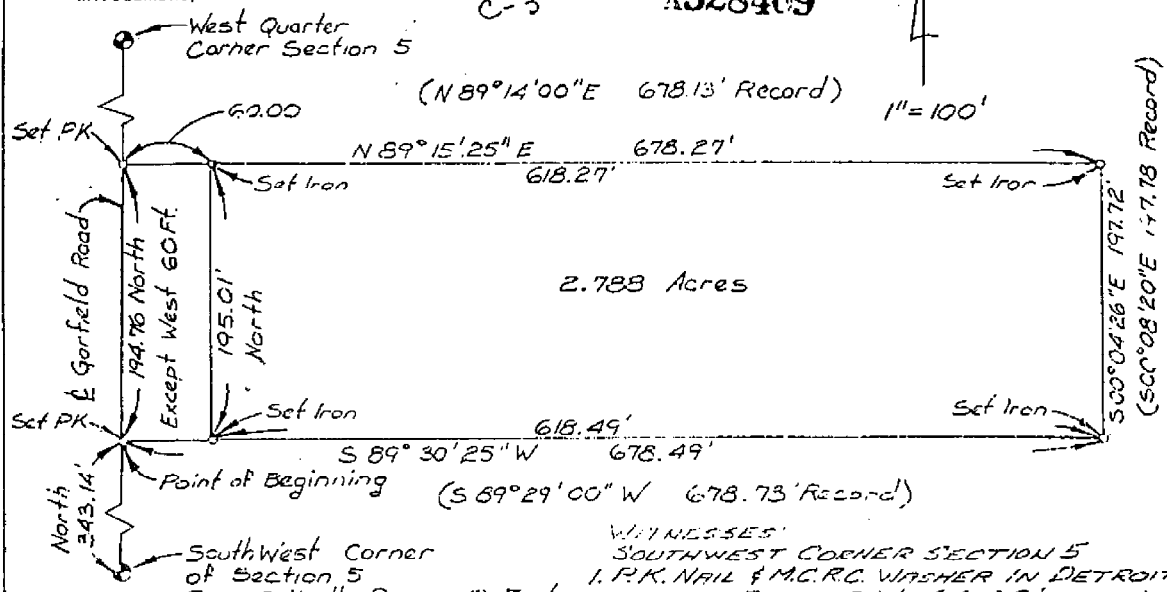 C-3
West Quarter
Corner Section 5
(N 89°14'00"E 678.13' Record)
1"=100'
60.00
Set PK
N 89°15'25"E 678.27'
618.27'
Set Iron
Set Iron
S00°04'26"E 197.72'
Record)
℄ Garfield Road
194.76 North
Except West 60Ft.
195.01'
North
2.788 Acres
Set PK
Set Iron
Set Iron
618.49'
S 89° 30'25" W 678.49'
Point of Beginning
(S 89°29'00" W 678.73' Record)
North
243.14'
SouthWest Corner
of Section 5
WITNESSES:
SOUTHWEST CORNER SECTION 5
1. P.K. NAIL & M.C.R.C. WASHER IN DETROIT